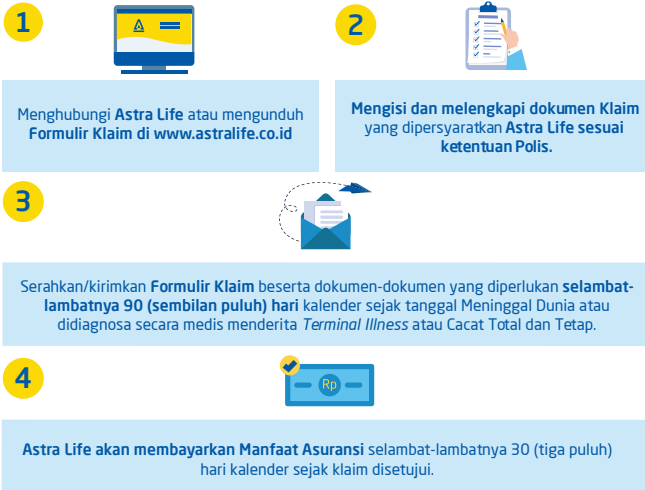 1
Menghubungi Astra Life atau mengunduh
Formulir Klaim di www.astralife.co.id
2
Mengisi dan melengkapi dokumen Klaim
yang dipersyaratkan Astra Life sesuai
ketentuan Polis.
3
Serahkan/kirimkan Formulir Klaim beserta dokumen-dokumen yang diperlukan selambat-
lambatnya 90 (sembilan puluh) hari kalender sejak tanggal Meninggal Dunia atau
didiagnosa secara medis menderita Terminal Illness atau Cacat Total dan Tetap.
4
Rp
Astra Life akan membayarkan Manfaat Asuransi selambat-lambatnya 30 (tiga puluh)
hari kalender sejak klaim disetujui.